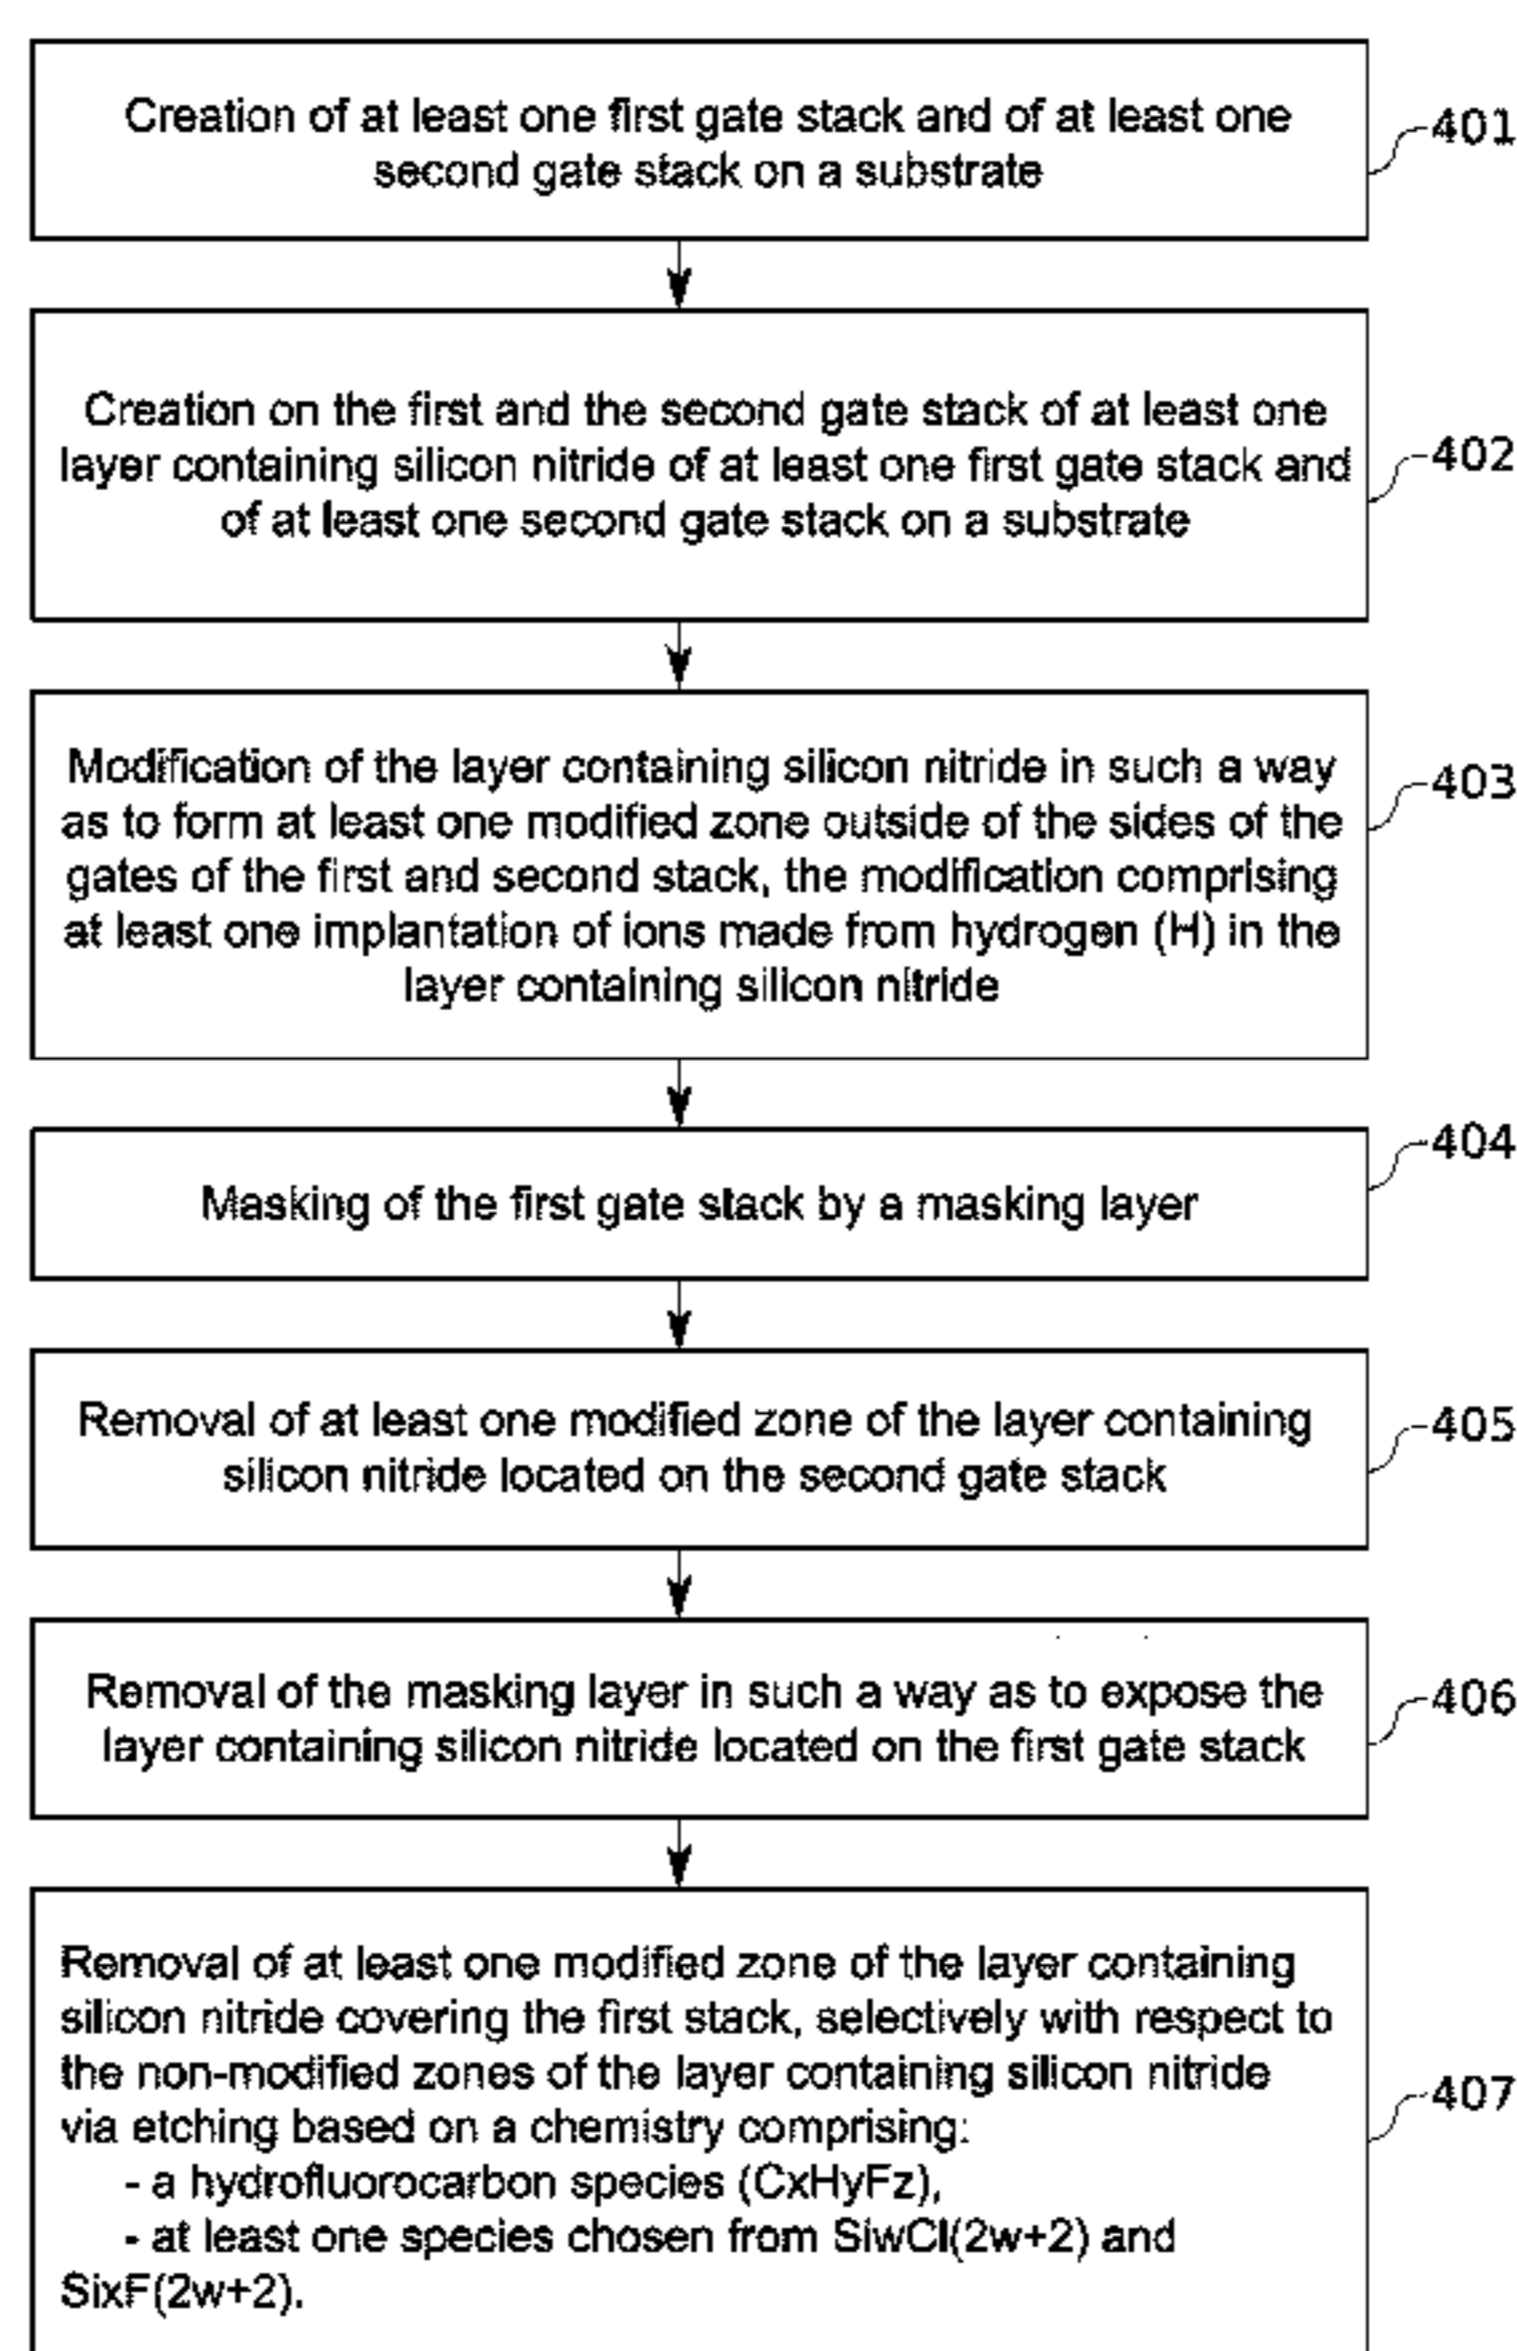 Creation of at least one first gate stack and of at least one
second gate stack on a substrate
401
Creation on the first and the second gate stack of at least one
layer containing silicon nitride of at least one first gate stack and
of at least one second gate stack on a substrate
402
Modification of the layer containing silicon nitride in such a way
as to form at least one modified zone outside of the sides of the
gates of the first and second stack, the modification comprising
at least one implantation of ions made from hydrogen (H) in the
layer containing silicon nitride
403
Masking of the first gate stack by a masking layer
404
Removal of at least one modified zone of the layer containing
silicon nitride located on the second gate stack
405
Removal of the masking layer in such a way as to expose the
layer containing silicon nitride located on the first gate stack
406
Removal of at least one modified zone of the layer containing
silicon nitride covering the first stack, selectively with respect to
the non-modified zones of the layer containing silicon nitride
via etching based on a chemistry comprising:
- a hydrofluorocarbon species (CxHyFz),
- at least one species chosen from SiwCl(2w+2) and
SixF(2w+2).
407